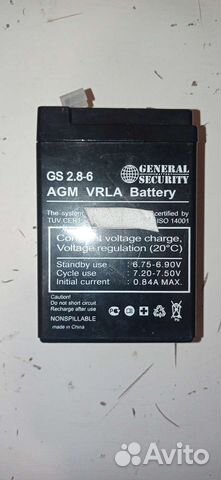 GENERAL
SECURITY
GS 2.8-6
AGM VRLA Battery
The system certified by
TUV CERT ISO 14001
Constant voltage charge,
Voltage regulation (20°C)
Standby use : 6.75-6.90V
Cycle use : 7.20-7.50V
Initial current : 0.84A MAX.
CAUTION:
Do not short circuit
Recharge after use
NONSPILLABLE
Made in China
Avito